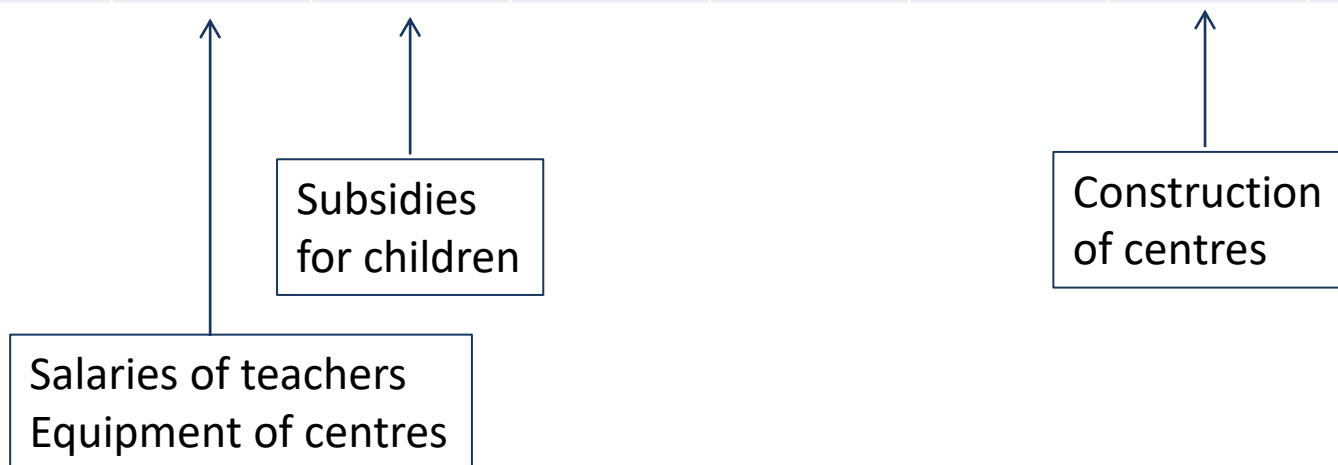 Subsidies
for children
Construction
of centres
Salaries of teachers
Equipment of centres